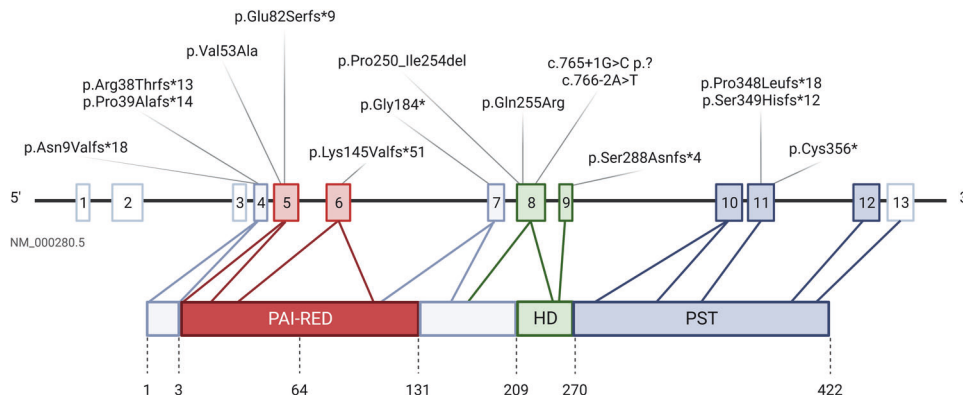 p.Glu82Serfs*9
p.Val53Ala
p.Arg38Thrfs*13
p.Pro39Alafs*14
p.Asn9Valfs*18
p.Lys145Valfs*51
p.Pro250_Ile254del
p.Gly184*
p.Gln255Arg
c.765+1G>C p.?
c.766-2A>T
p.Ser288Asnfs*4
p.Pro348Leufs*18
p.Ser349Hisfs*12
p.Cys356*
5' 1 2 3 4 5 6 7 8 9 10 11 12 13
NM_000280.5
PAI-RED HD PST
1 3 64 131 209 270 422